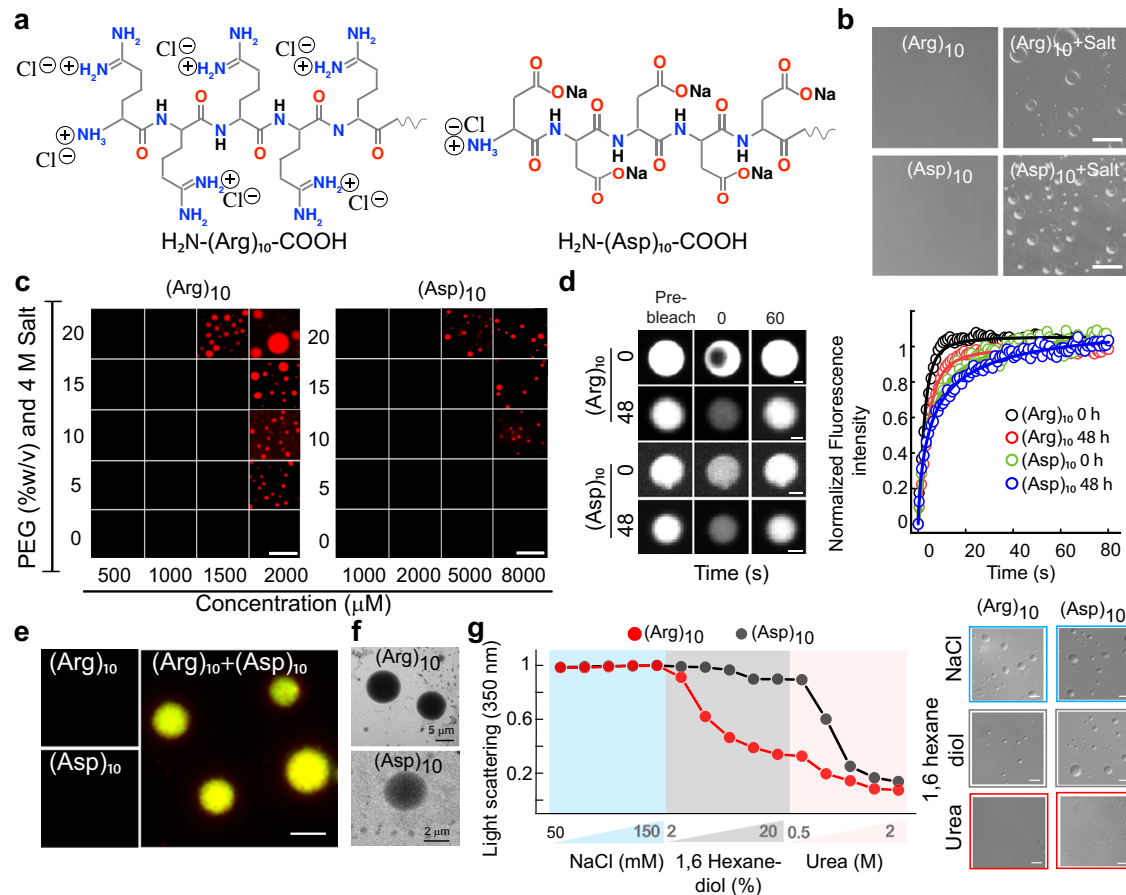 a
Cl⊖
NH₂
Cl⊖
NH₂
Cl⊖
NH₂
⊕
H₂N
⊕
H₂N
⊕
H₂N
O
H
N
O
H
N
O
⊕
NH₃
Cl⊖
N
H
O
N
H
O
NH₂⊕
Cl⊖
NH₂
NH₂⊕
Cl⊖
NH₂
H₂N-(Arg)₁₀-COOH
O
ONa
O
ONa
O
ONa
⊖Cl
⊕
NH₃
O
H
N
O
N
H
O
H
N
O
N
H
O
O
ONa
O
ONa
H₂N-(Asp)₁₀-COOH
b
(Arg)₁₀
(Arg)₁₀+Salt
(Asp)₁₀
(Asp)₁₀+Salt
c
(Arg)₁₀
(Asp)₁₀
PEG (%w/v) and 4 M Salt
20
15
10
5
0
20
15
10
5
0
500 1000 1500 2000
1000 2000 5000 8000
Concentration (μM)
d
Pre-
bleach 0 60
(Arg)₁₀
0
48
(Asp)₁₀
0
48
Time (s)
Normalized Fluorescence
intensity
1
0.8
0.6
0.4
0.2
0
(Arg)₁₀ 0 h
(Arg)₁₀ 48 h
(Asp)₁₀ 0 h
(Asp)₁₀ 48 h
0 20 40 60 80
Time (s)
e
(Arg)₁₀
(Arg)₁₀+(Asp)₁₀
(Asp)₁₀
f
(Arg)₁₀
5 μm
(Asp)₁₀
2 μm
g
(Arg)₁₀ (Asp)₁₀
Light scattering (350 nm)
1
0.6
0.2
50 150 2 20 0.5 2
NaCl (mM) 1,6 Hexane- Urea (M)
diol (%)
(Arg)₁₀ (Asp)₁₀
NaCl
1,6 hexane
diol
Urea